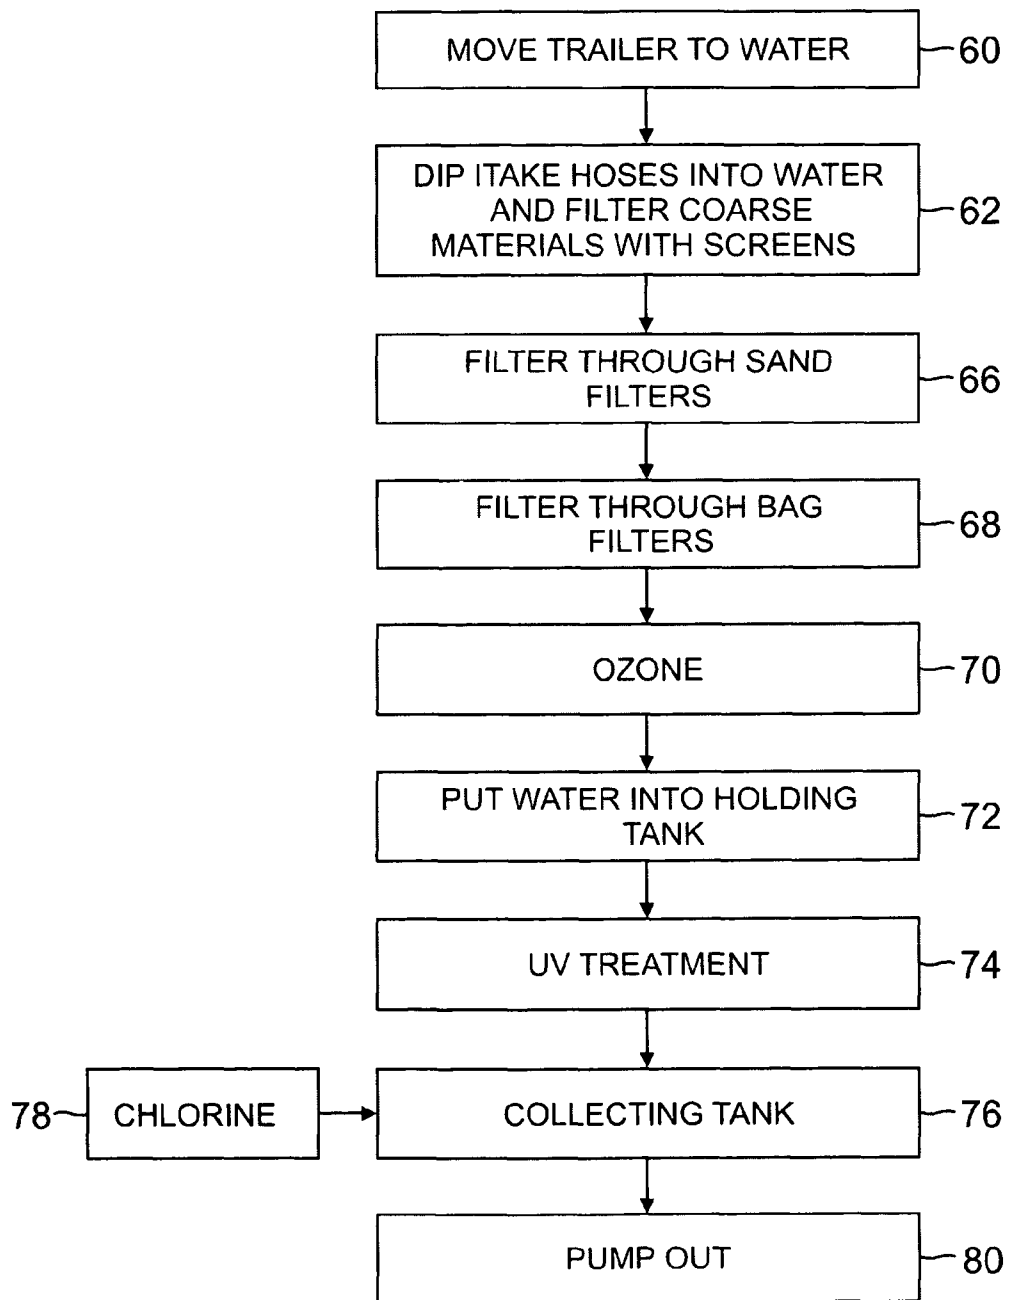 MOVE TRAILER TO WATER
60
DIP ITAKE HOSES INTO WATER
AND FILTER COARSE
MATERIALS WITH SCREENS
62
FILTER THROUGH SAND
FILTERS
66
FILTER THROUGH BAG
FILTERS
68
OZONE
70
PUT WATER INTO HOLDING
TANK
72
UV TREATMENT
74
78
CHLORINE
COLLECTING TANK
76
PUMP OUT
80